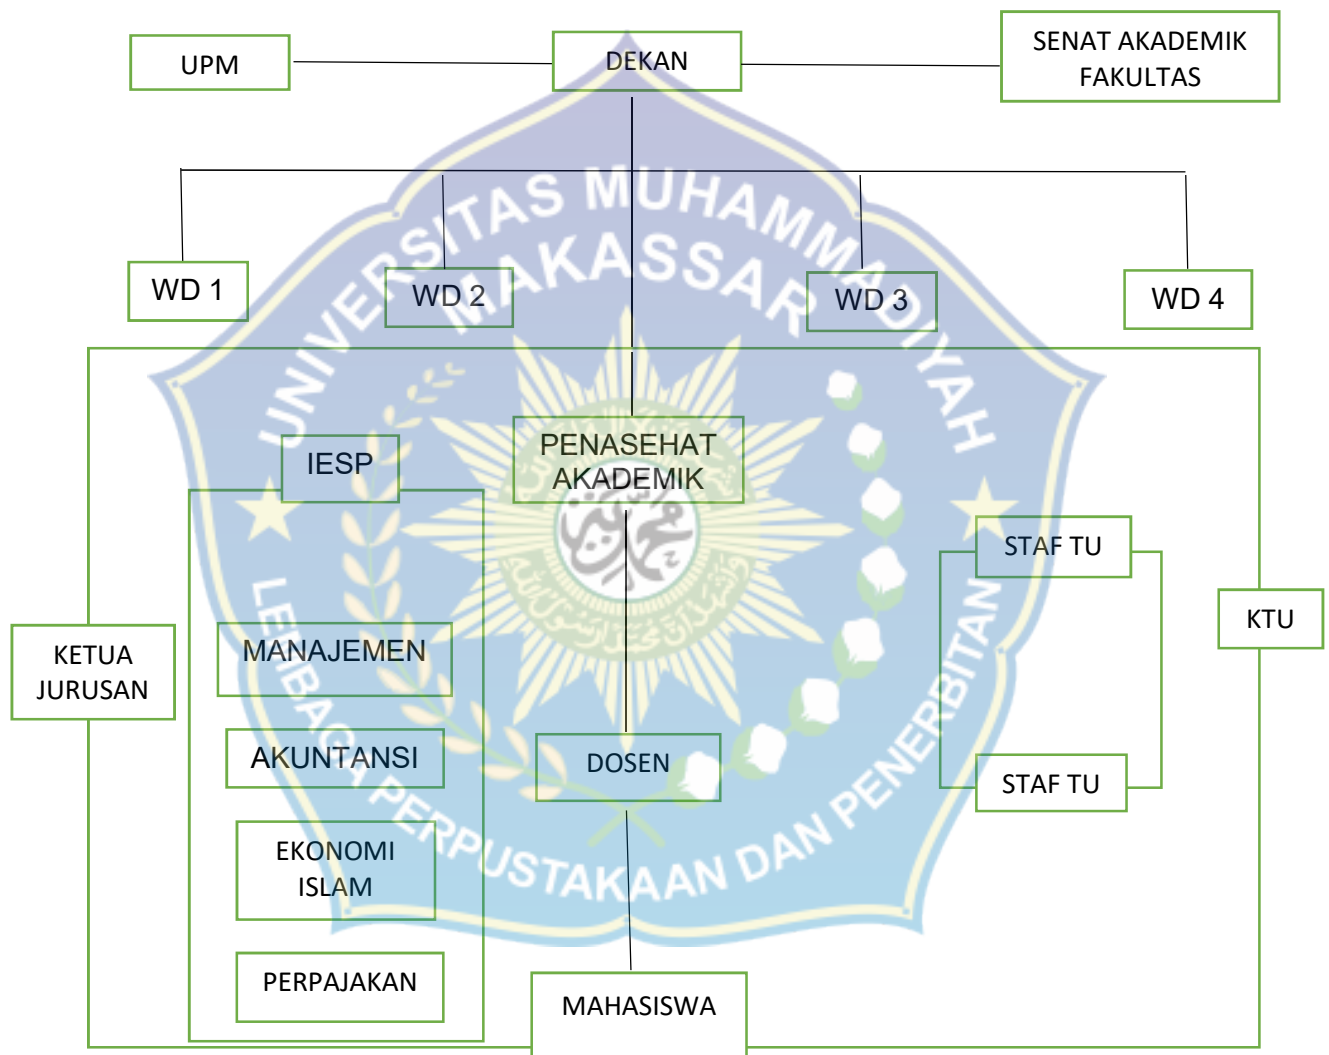 UPM
DEKAN
SENAT AKADEMIK
FAKULTAS
UNIVERSITAS MUHAMMADIYAH
MAKASSAR
WD 1
WD 2
WD 3
WD 4
IESP
PENASEHAT
AKADEMIK
STAF TU
KETUA
JURUSAN
MANAJEMEN
KTU
AKUNTANSI
DOSEN
STAF TU
EKONOMI
ISLAM
PERPAJAKAN
MAHASISWA
LEMBAGA PERPUSTAKAAN DAN PENERBITAN